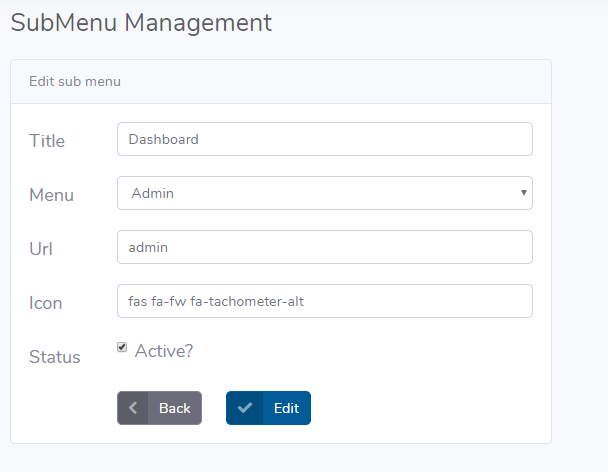 SubMenu Management
Edit sub menu
Title Dashboard
Menu Admin
Url admin
Icon fas fa-fw fa-tachometer-alt
Status Active?
Back Edit